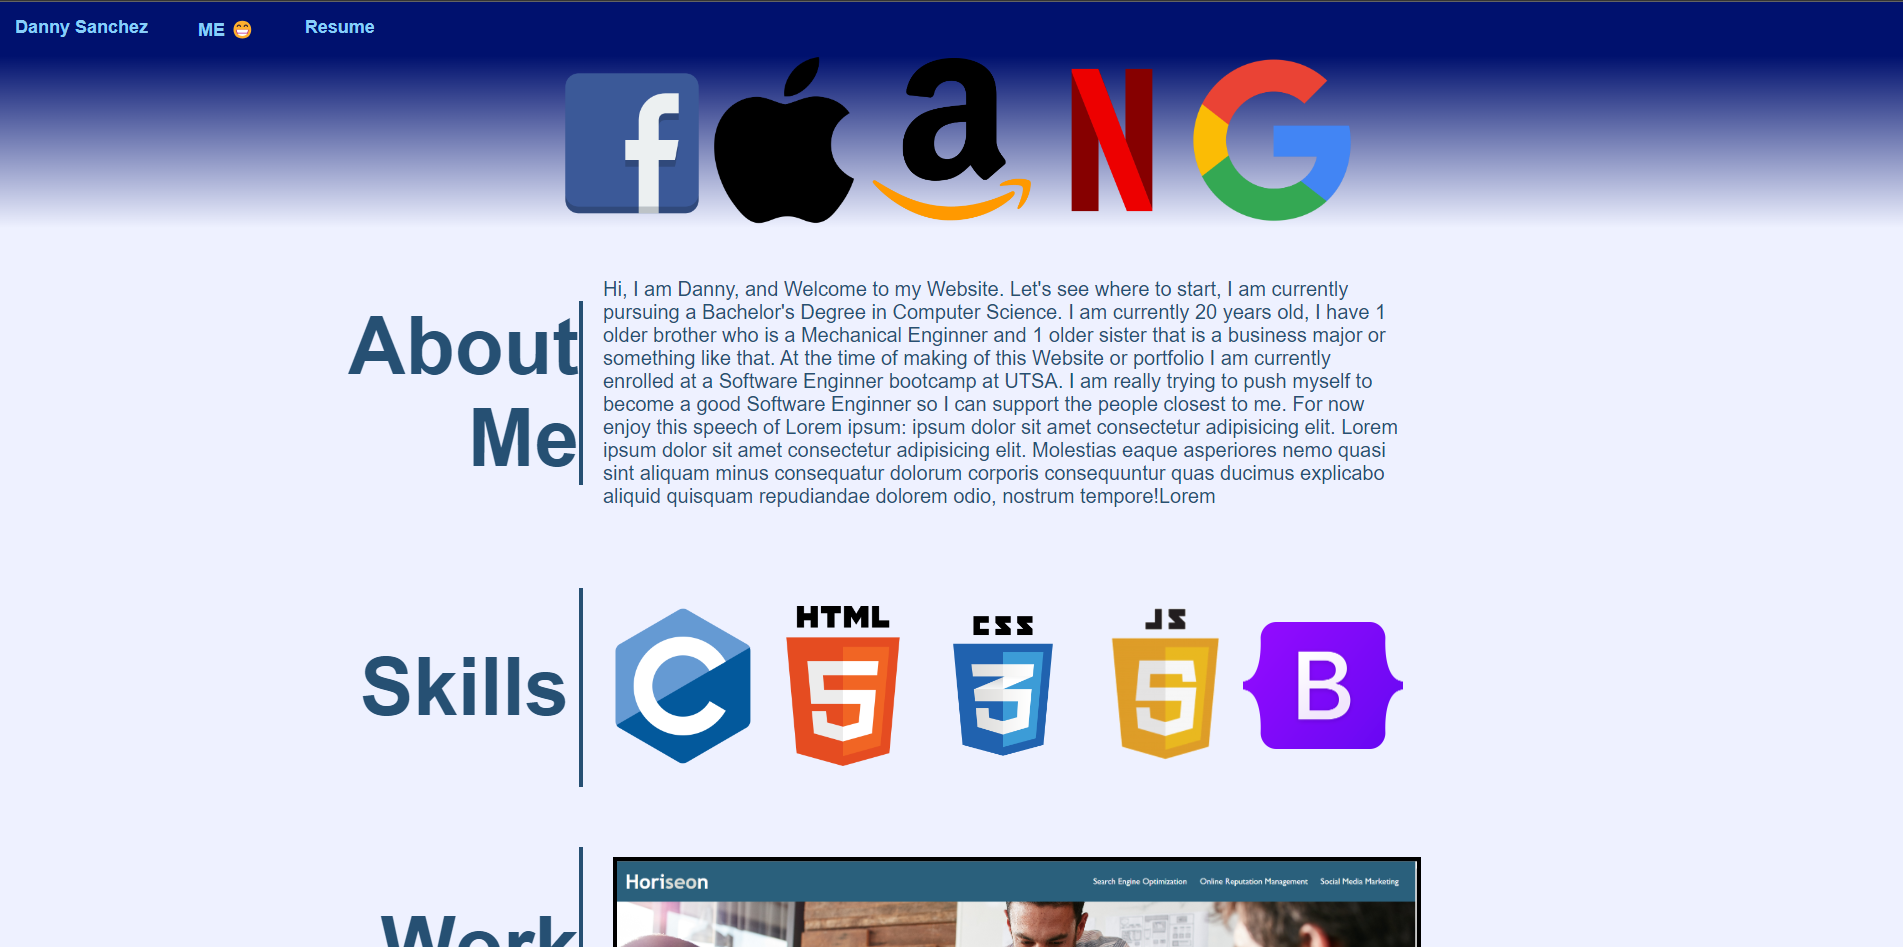 Danny Sanchez
ME 😁
Resume
f
a
N
G
About
Me
Hi, I am Danny, and Welcome to my Website. Let's see where to start, I am currently
pursuing a Bachelor's Degree in Computer Science. I am currently 20 years old, I have 1
older brother who is a Mechanical Enginner and 1 older sister that is a business major or
something like that. At the time of making of this Website or portfolio I am currently
enrolled at a Software Enginner bootcamp at UTSA. I am really trying to push myself to
become a good Software Enginner so I can support the people closest to me. For now
enjoy this speech of Lorem ipsum: ipsum dolor sit amet consectetur adipisicing elit. Lorem
ipsum dolor sit amet consectetur adipisicing elit. Molestias eaque asperiores nemo quasi
sint aliquam minus consequatur dolorum corporis consequuntur quas ducimus explicabo
aliquid quisquam repudiandae dolorem odio, nostrum tempore!Lorem
Skills
C
HTML
5
CSS
3
JS
5
B
Work
Horiseon
Search Engine Optimization
Online Reputation Management
Social Media Marketing